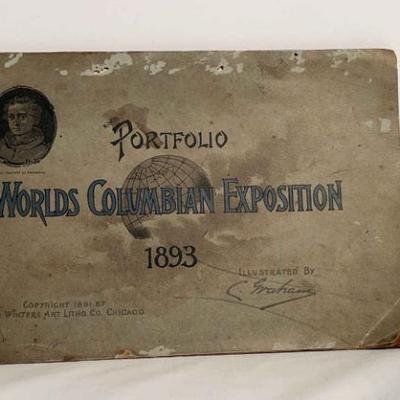 PORTFOLIO
WORLDS COLUMBIAN EXPOSITION
1893
ILLUSTRATED BY
C. Graham
COPYRIGHT 1891 BY
WINTERS ART LITHO. CO. CHICAGO